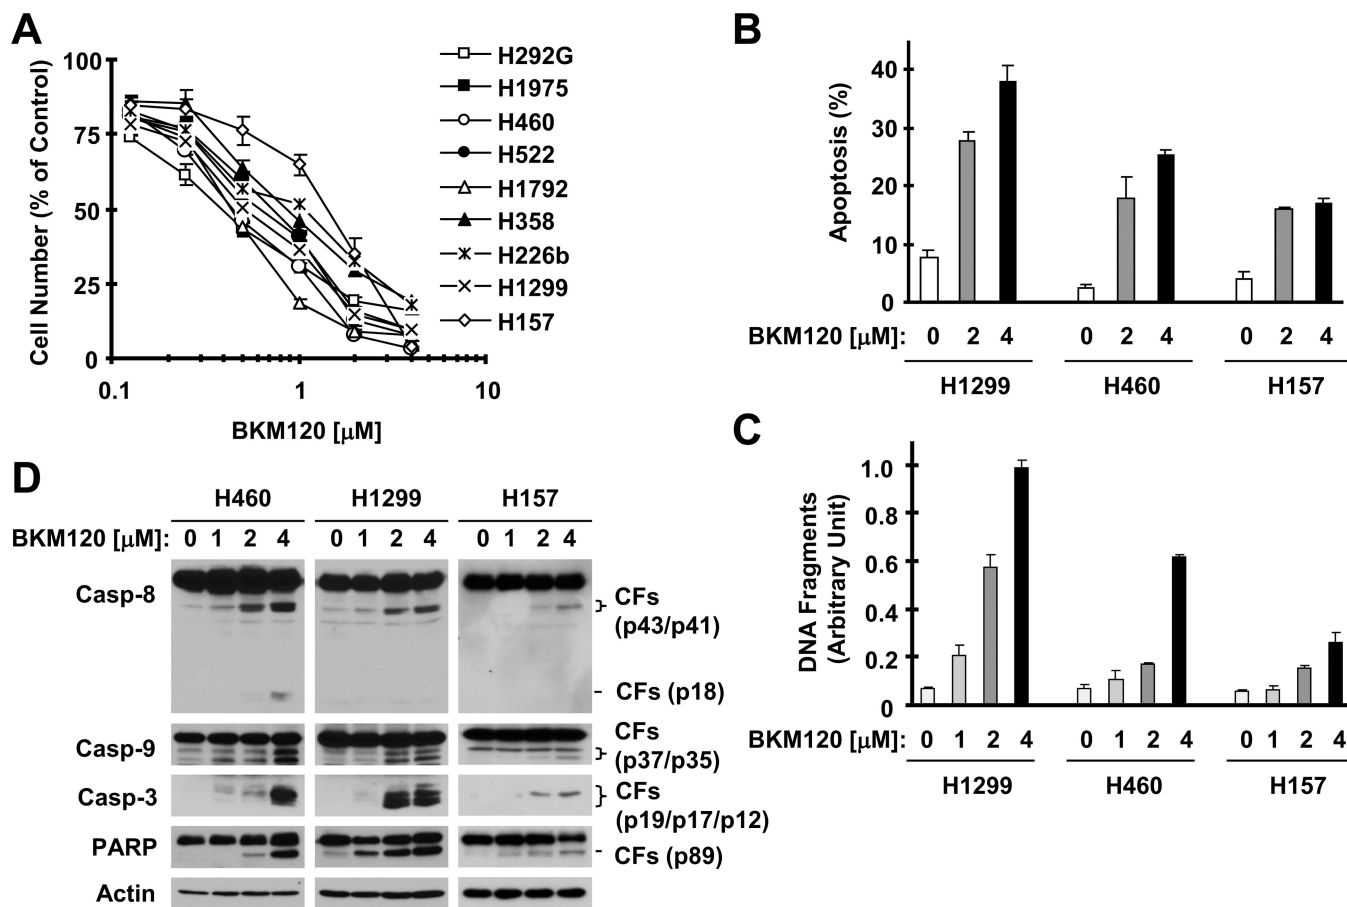 A
Cell Number (% of Control)
100
75
50
25
0
0.1
1
10
BKM120 [μM]
H292G
H1975
H460
H522
H1792
H358
H226b
H1299
H157
B
Apoptosis (%)
40
30
20
10
0
BKM120 [μM]: 0 2 4 0 2 4 0 2 4
H1299 H460 H157
C
DNA Fragments
(Arbitrary Unit)
1.0
0.8
0.6
0.4
0.2
0
BKM120 [μM]: 0 1 2 4 0 1 2 4 0 1 2 4
H1299 H460 H157
D
H460 H1299 H157
BKM120 [μM]: 0 1 2 4 0 1 2 4 0 1 2 4
Casp-8
CFs
(p43/p41)
CFs (p18)
Casp-9
CFs
(p37/p35)
Casp-3
CFs
(p19/p17/p12)
PARP
CFs (p89)
Actin